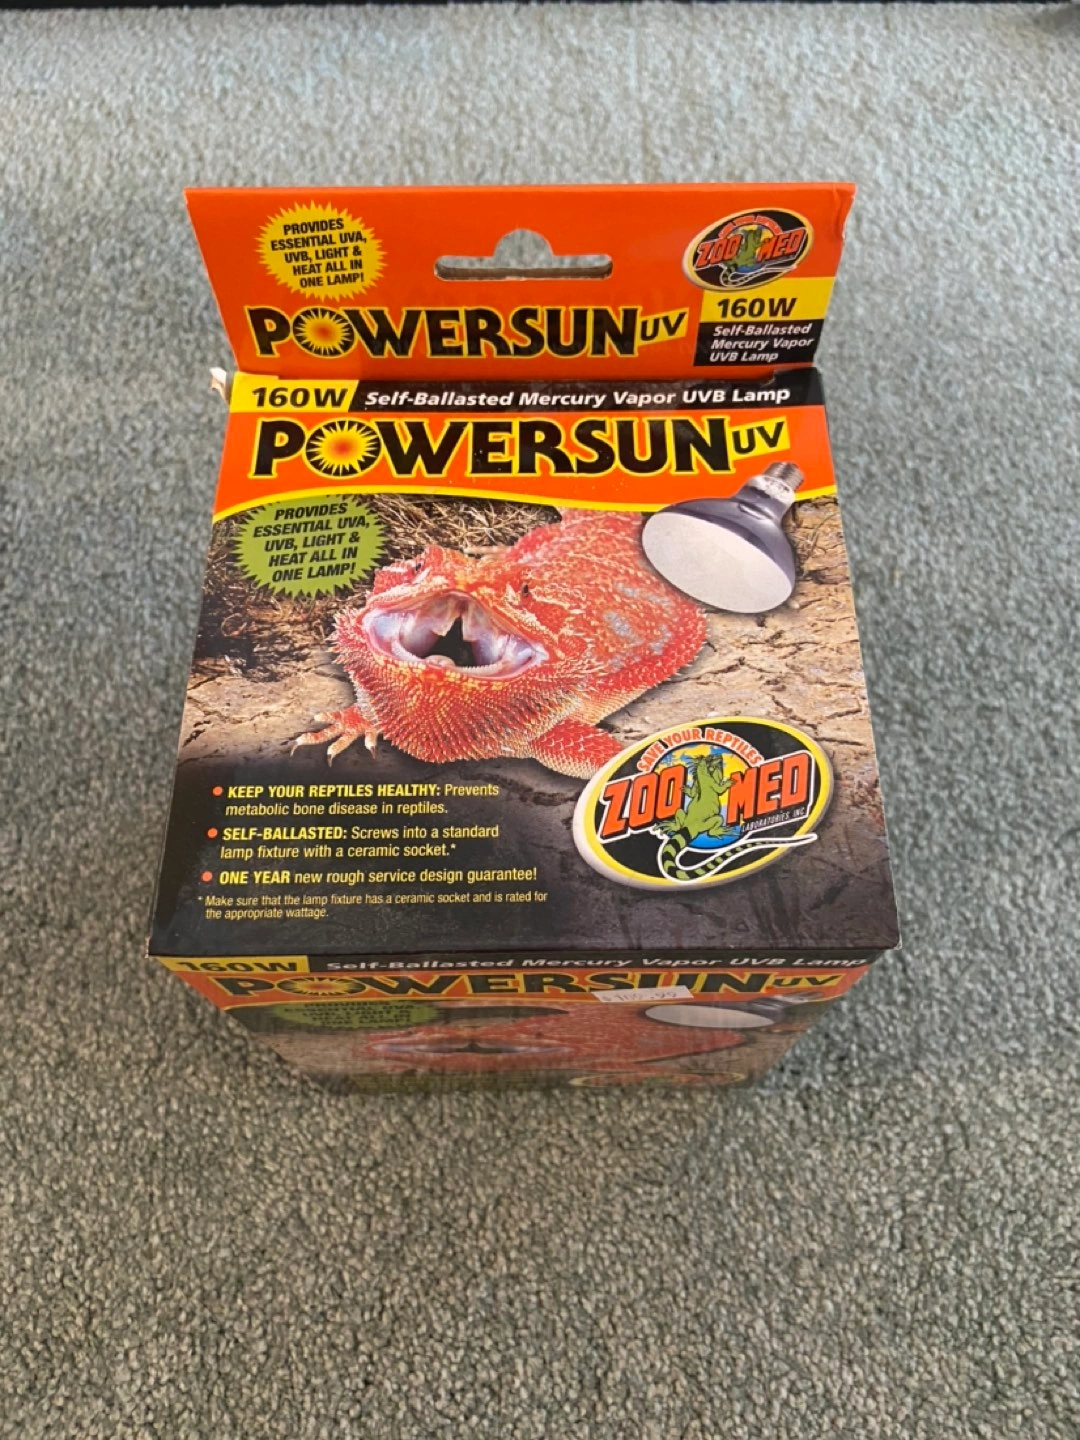 PROVIDES
ESSENTIAL UVA,
UVB, LIGHT &
HEAT ALL IN
ONE LAMP!
ZOO MED
POWERSUN UV
160W
Self-Ballasted
Mercury Vapor
UVB Lamp
160W Self-Ballasted Mercury Vapor UVB Lamp
POWERSUN UV
PROVIDES
ESSENTIAL UVA,
UVB, LIGHT &
HEAT ALL IN
ONE LAMP!
• KEEP YOUR REPTILES HEALTHY: Prevents
metabolic bone disease in reptiles.
• SELF-BALLASTED: Screws into a standard
lamp fixture with a ceramic socket.*
• ONE YEAR new rough service design guarantee!
* Make sure that the lamp fixture has a ceramic socket and is rated for
the appropriate wattage.
SAVE YOUR REPTILES
ZOO MED
LABORATORIES, INC.
160W Self-Ballasted Mercury Vapor UVB Lamp
POWERSUN UV